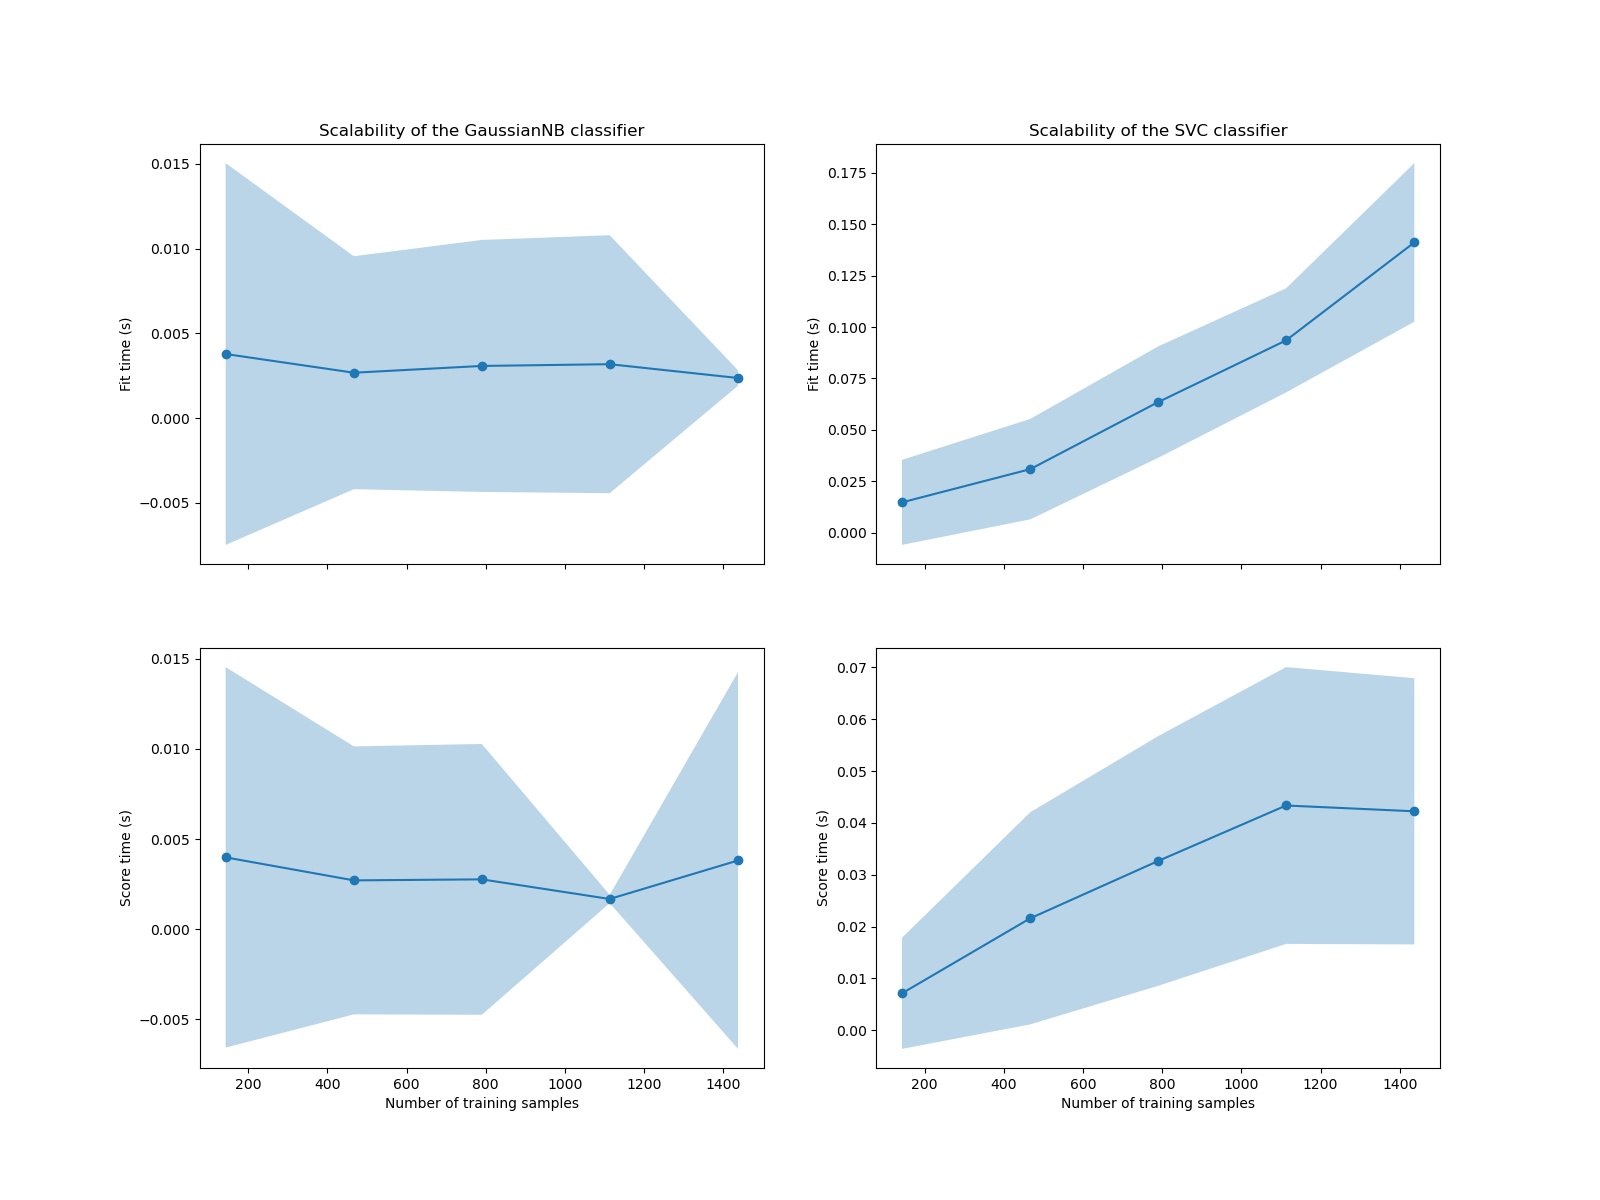 Scalability of the GaussianNB classifier
0.015
0.010
0.005
0.000
−0.005
Fit time (s)
Scalability of the SVC classifier
0.175
0.150
0.125
0.100
0.075
0.050
0.025
0.000
Fit time (s)
0.015
0.010
0.005
0.000
−0.005
Score time (s)
200 400 600 800 1000 1200 1400
Number of training samples
0.07
0.06
0.05
0.04
0.03
0.02
0.01
0.00
Score time (s)
200 400 600 800 1000 1200 1400
Number of training samples